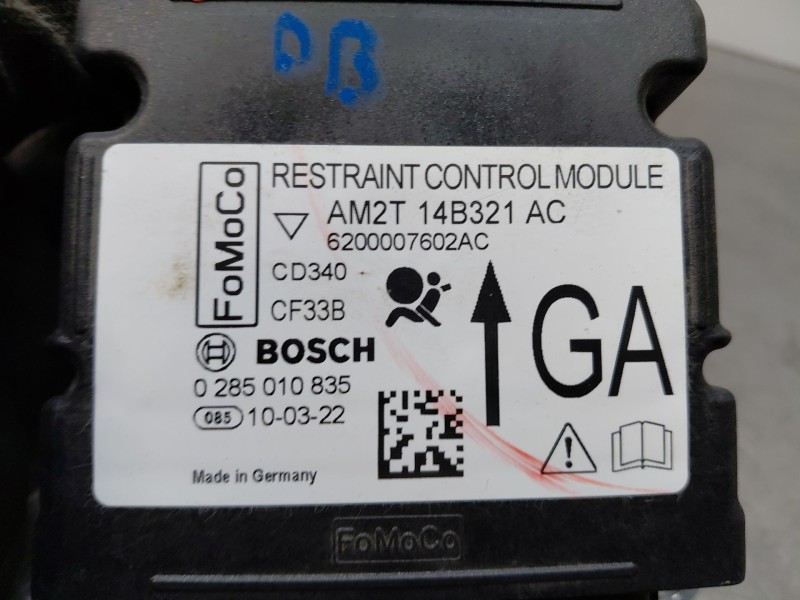 DB
FoMoCo
RESTRAINT CONTROL MODULE
AM2T 14B321 AC
6200007602AC
CD340
CF33B
BOSCH
0 285 010 835
085 10-03-22
GA
Made in Germany
FoMoCo